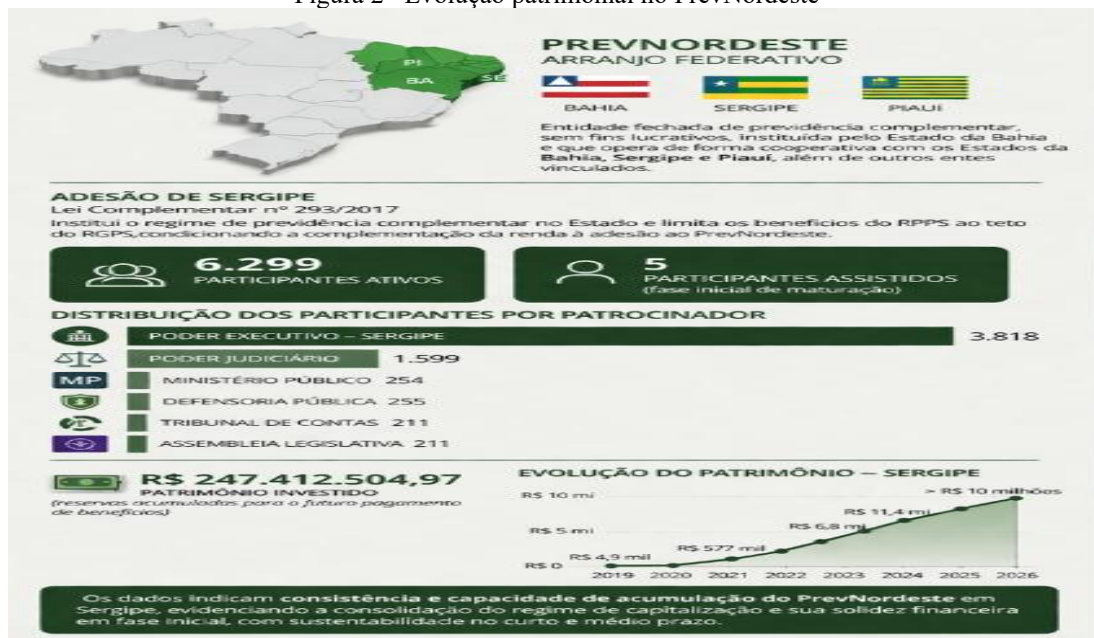 Figura 2 - Evolução patrimonial no PrevNordeste
PI
BA
SE
PREVNORDESTE
ARRANJO FEDERATIVO
BAHIA
SERGIPE
PIAUÍ
Entidade fechada de previdência complementar,
sem fins lucrativos, instituída pelo Estado da Bahia
e que opera de forma cooperativa com os Estados da
Bahia, Sergipe e Piauí, além de outros entes
vinculados.
ADESÃO DE SERGIPE
Lei Complementar nº 293/2017
Institui o regime de previdência complementar no Estado e limita os benefícios do RPPS ao teto
do RGPS,condicionando a complementação da renda à adesão ao PrevNordeste.
6.299
PARTICIPANTES ATIVOS
5
PARTICIPANTES ASSISTIDOS
(fase inicial de maturação)
DISTRIBUIÇÃO DOS PARTICIPANTES POR PATROCINADOR
PODER EXECUTIVO – SERGIPE 3.818
PODER JUDICIÁRIO 1.599
MP MINISTÉRIO PÚBLICO 254
DEFENSORIA PÚBLICA 255
TRIBUNAL DE CONTAS 211
ASSEMBLEIA LEGISLATIVA 211
R$ 247.412.504,97
PATRIMÔNIO INVESTIDO
(reservas acumuladas para o futuro pagamento
de benefícios)
EVOLUÇÃO DO PATRIMÔNIO – SERGIPE
R$ 10 mi
> R$ 10 milhões
R$ 11,4 mi
R$ 5 mi
R$ 6,8 mi
R$ 577 mil
R$ 4,9 mil
R$ 0
2019 2020 2021 2022 2023 2024 2025 2026
Os dados indicam consistência e capacidade de acumulação do PrevNordeste em
Sergipe, evidenciando a consolidação do regime de capitalização e sua solidez financeira
em fase inicial, com sustentabilidade no curto e médio prazo.